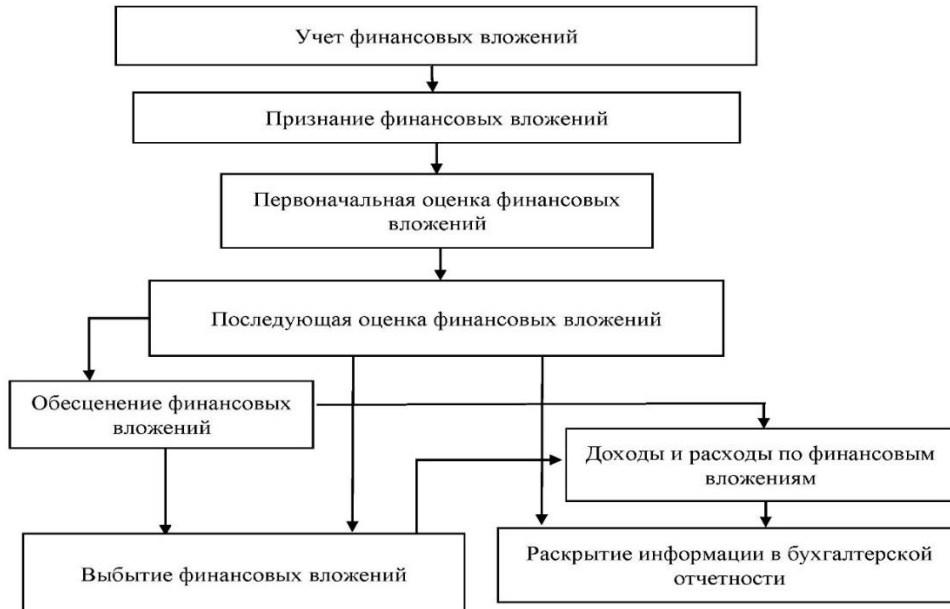 Учет финансовых вложений
Признание финансовых вложений
Первоначальная оценка финансовых
вложений
Последующая оценка финансовых вложений
Обесценение финансовых
вложений
Доходы и расходы по финансовым
вложениям
Выбытие финансовых вложений
Раскрытие информации в бухгалтерской
отчетности